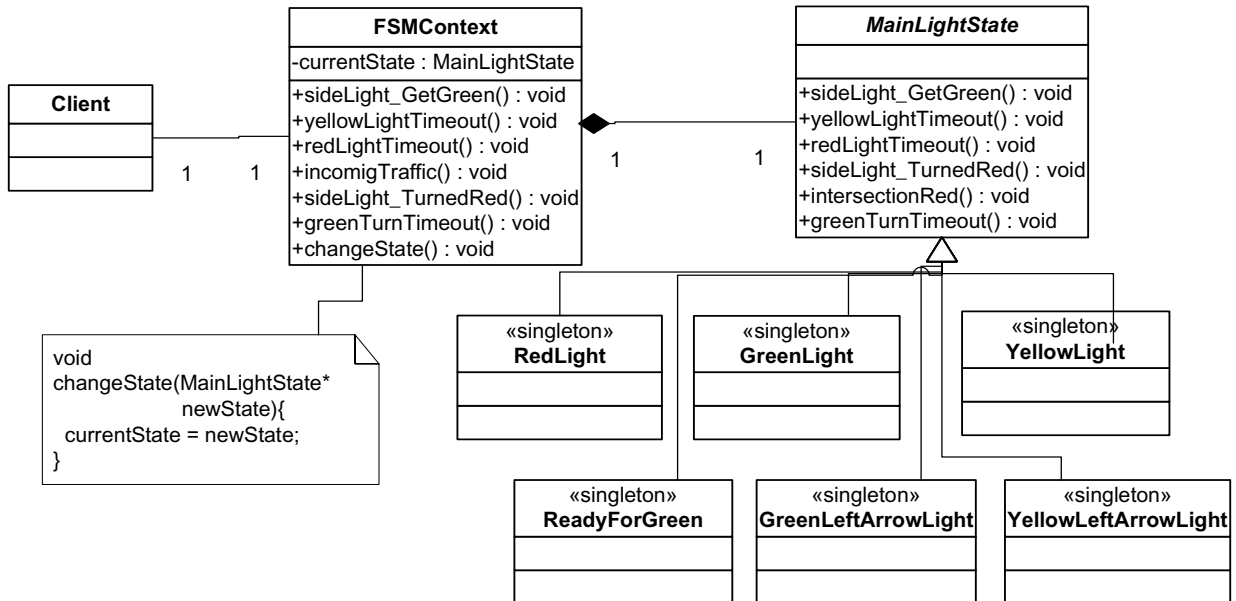 Client
1
1
FSMContext
-currentState : MainLightState
+sideLight_GetGreen() : void
+yellowLightTimeout() : void
+redLightTimeout() : void
+incomigTraffic() : void
+sideLight_TurnedRed() : void
+greenTurnTimeout() : void
+changeState() : void
1
1
MainLightState
+sideLight_GetGreen() : void
+yellowLightTimeout() : void
+redLightTimeout() : void
+sideLight_TurnedRed() : void
+intersectionRed() : void
+greenTurnTimeout() : void
void
changeState(MainLightState*
newState){
currentState = newState;
}
«singleton»
RedLight
«singleton»
GreenLight
«singleton»
YellowLight
«singleton»
ReadyForGreen
«singleton»
GreenLeftArrowLight
«singleton»
YellowLeftArrowLight